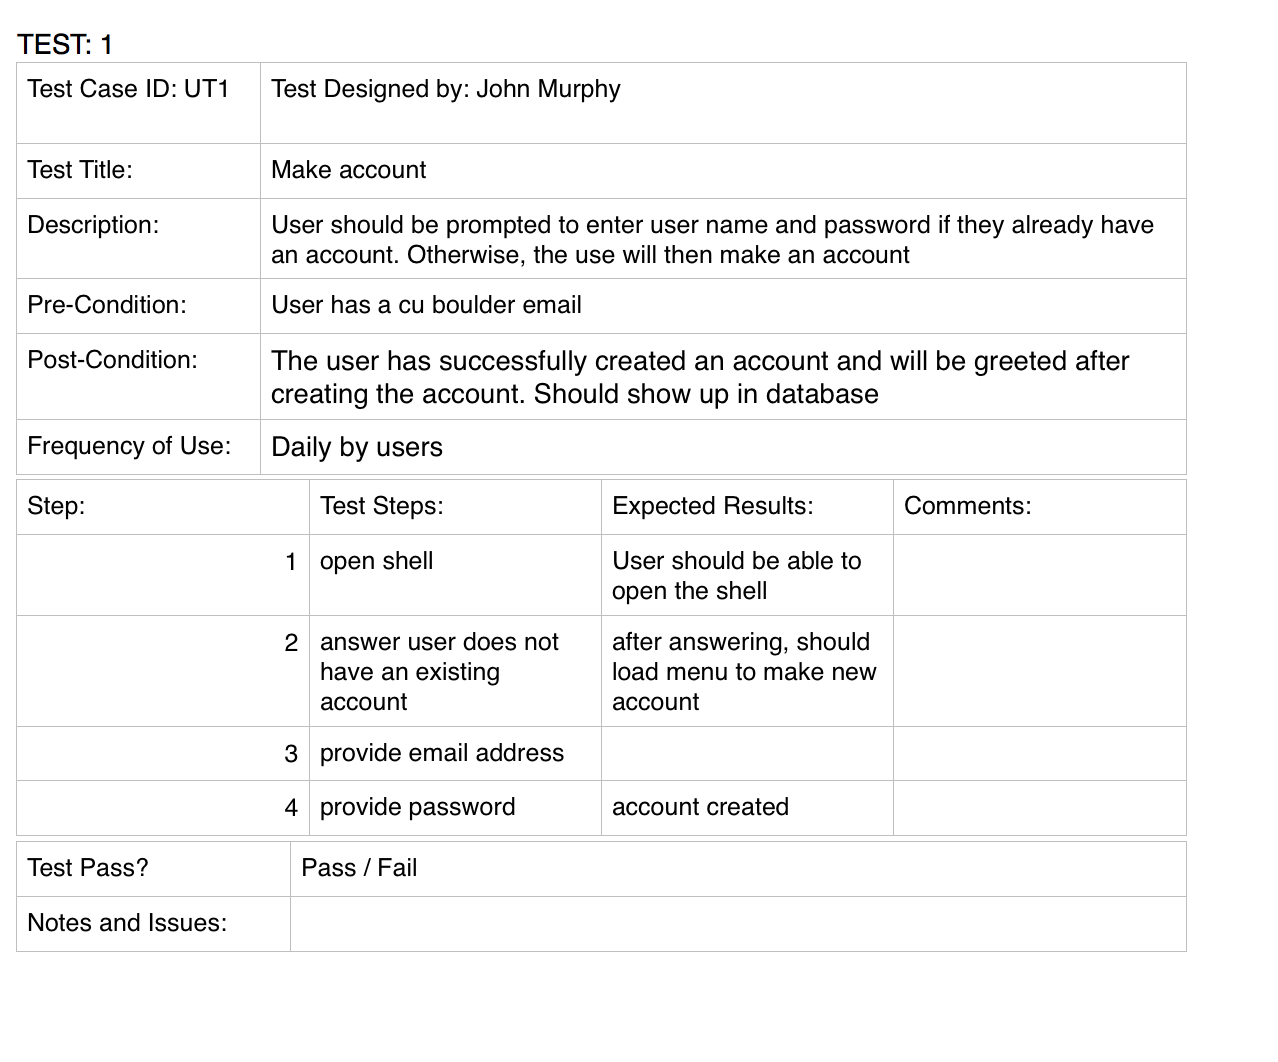 TEST: 1
Test Case ID: UT1
Test Designed by: John Murphy
Test Title:
Make account
Description:
User should be prompted to enter user name and password if they already have
an account. Otherwise, the use will then make an account
Pre-Condition:
User has a cu boulder email
Post-Condition:
The user has successfully created an account and will be greeted after
creating the account. Should show up in database
Frequency of Use:
Daily by users
Step:
Test Steps:
Expected Results:
Comments:
1
open shell
User should be able to
open the shell
2
answer user does not
have an existing
account
after answering, should
load menu to make new
account
3
provide email address
4
provide password
account created
Test Pass?
Pass / Fail
Notes and Issues: